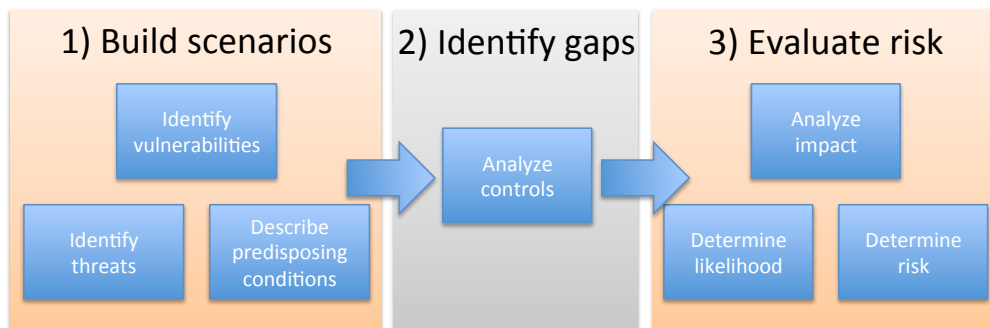 1) Build scenarios
Identify
vulnerabilities
Identify
threats
Describe
predisposing
conditions
2) Identify gaps
Analyze
controls
3) Evaluate risk
Analyze
impact
Determine
likelihood
Determine
risk